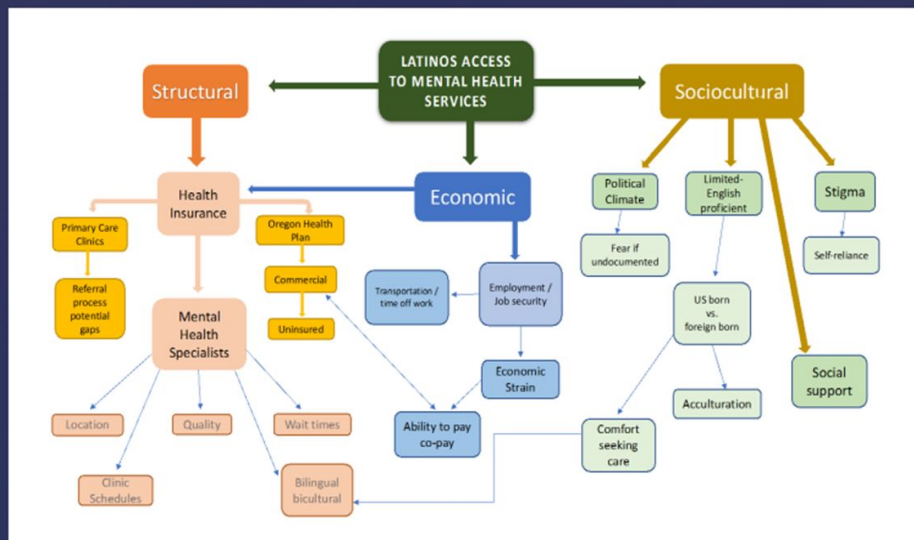 LATINOS ACCESS
TO MENTAL HEALTH
SERVICES
Structural
Sociocultural
Health
Insurance
Economic
Political
Climate
Limited-
English
proficient
Stigma
Primary Care
Clinics
Oregon Health
Plan
Fear if
undocumented
Self-reliance
Referral
process
potential
gaps
Commercial
Transportation /
time off work
Employment /
Job security
Uninsured
US born
vs.
foreign born
Mental
Health
Specialists
Economic
Strain
Social
support
Acculturation
Location
Quality
Wait times
Ability to pay
co-pay
Comfort
seeking
care
Clinic
Schedules
Bilingual
bicultural